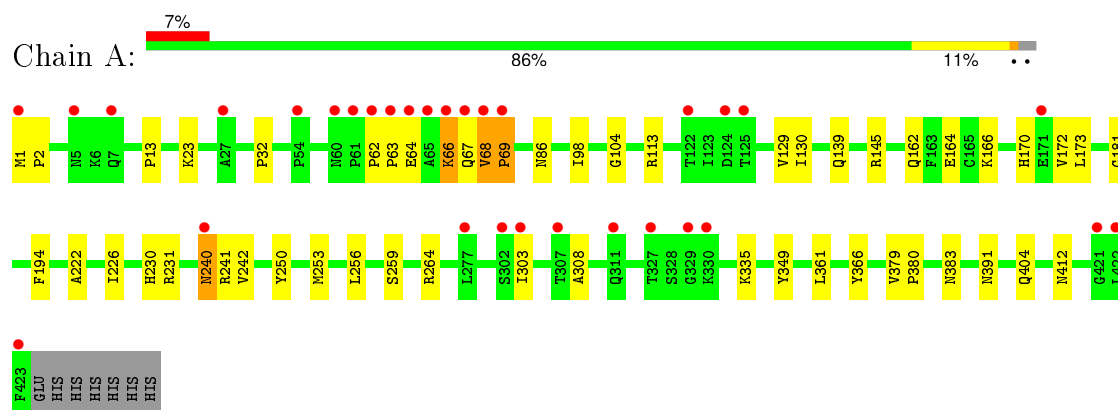 7%
Chain A:
86% 11% • •
M1 P2 N5 K6 Q7 P13 K23 A27 P32 P54 N60 P61 P62 P63 E64 A65 K66 Q67 V68 P69 N86 I98 G104 R113 T122 I123 D124 T125 V129 I130 Q139 R145 Q162 F163 E164 C165 K166 H170 E171 V172 L173
F194 A222 I226 H230 R231 N240 R241 V242 Y250 M253 L256 S259 R264 L277 S302 I303 T307 A308 Q311 T327 S328 G329 K330 K335 Y349 L361 Y366 V379 P380 N383 N391 Q404 N412 G421
F423 GLU HIS HIS HIS HIS HIS HIS